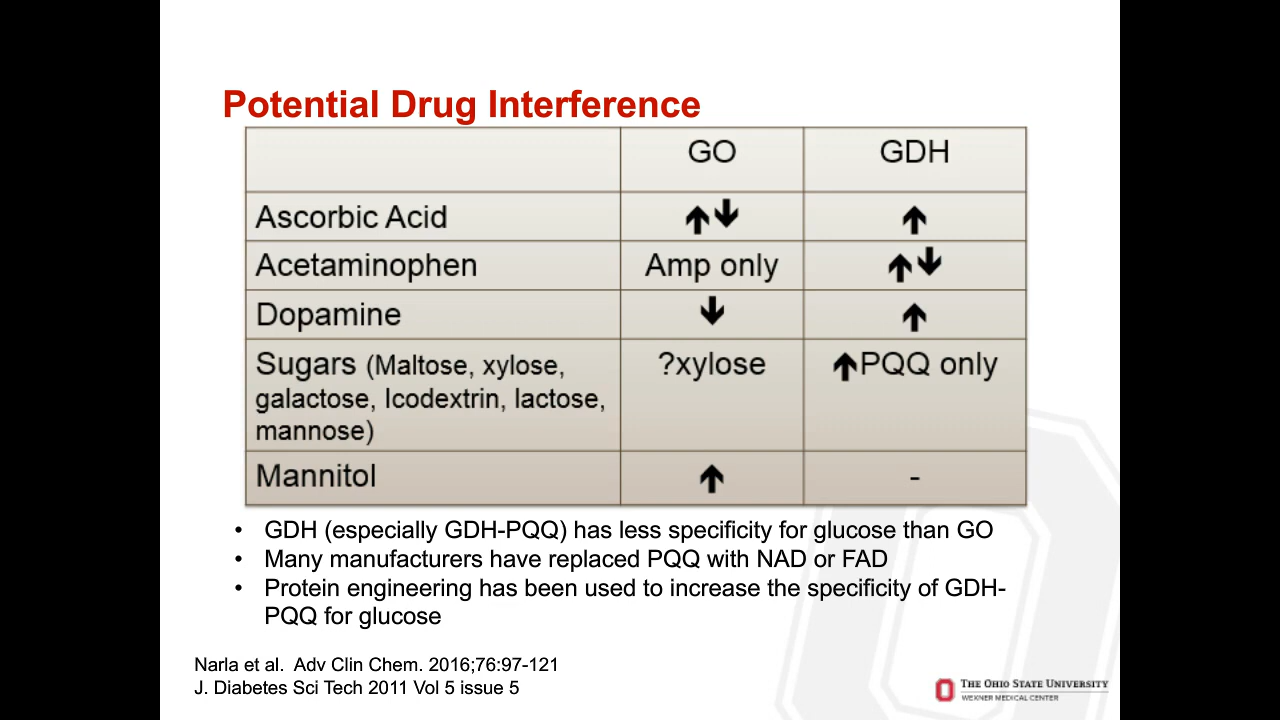 Potential Drug Interference
GO GDH
Ascorbic Acid ⬆⬇ ⬆
Acetaminophen Amp only ⬆⬇
Dopamine ⬇ ⬆
Sugars (Maltose, xylose, ?xylose ⬆PQQ only
galactose, Icodextrin, lactose,
mannose)
Mannitol ⬆ -
• GDH (especially GDH-PQQ) has less specificity for glucose than GO
• Many manufacturers have replaced PQQ with NAD or FAD
• Protein engineering has been used to increase the specificity of GDH-
PQQ for glucose
Narla et al. Adv Clin Chem. 2016;76:97-121
J. Diabetes Sci Tech 2011 Vol 5 issue 5
THE OHIO STATE UNIVERSITY
WEXNER MEDICAL CENTER